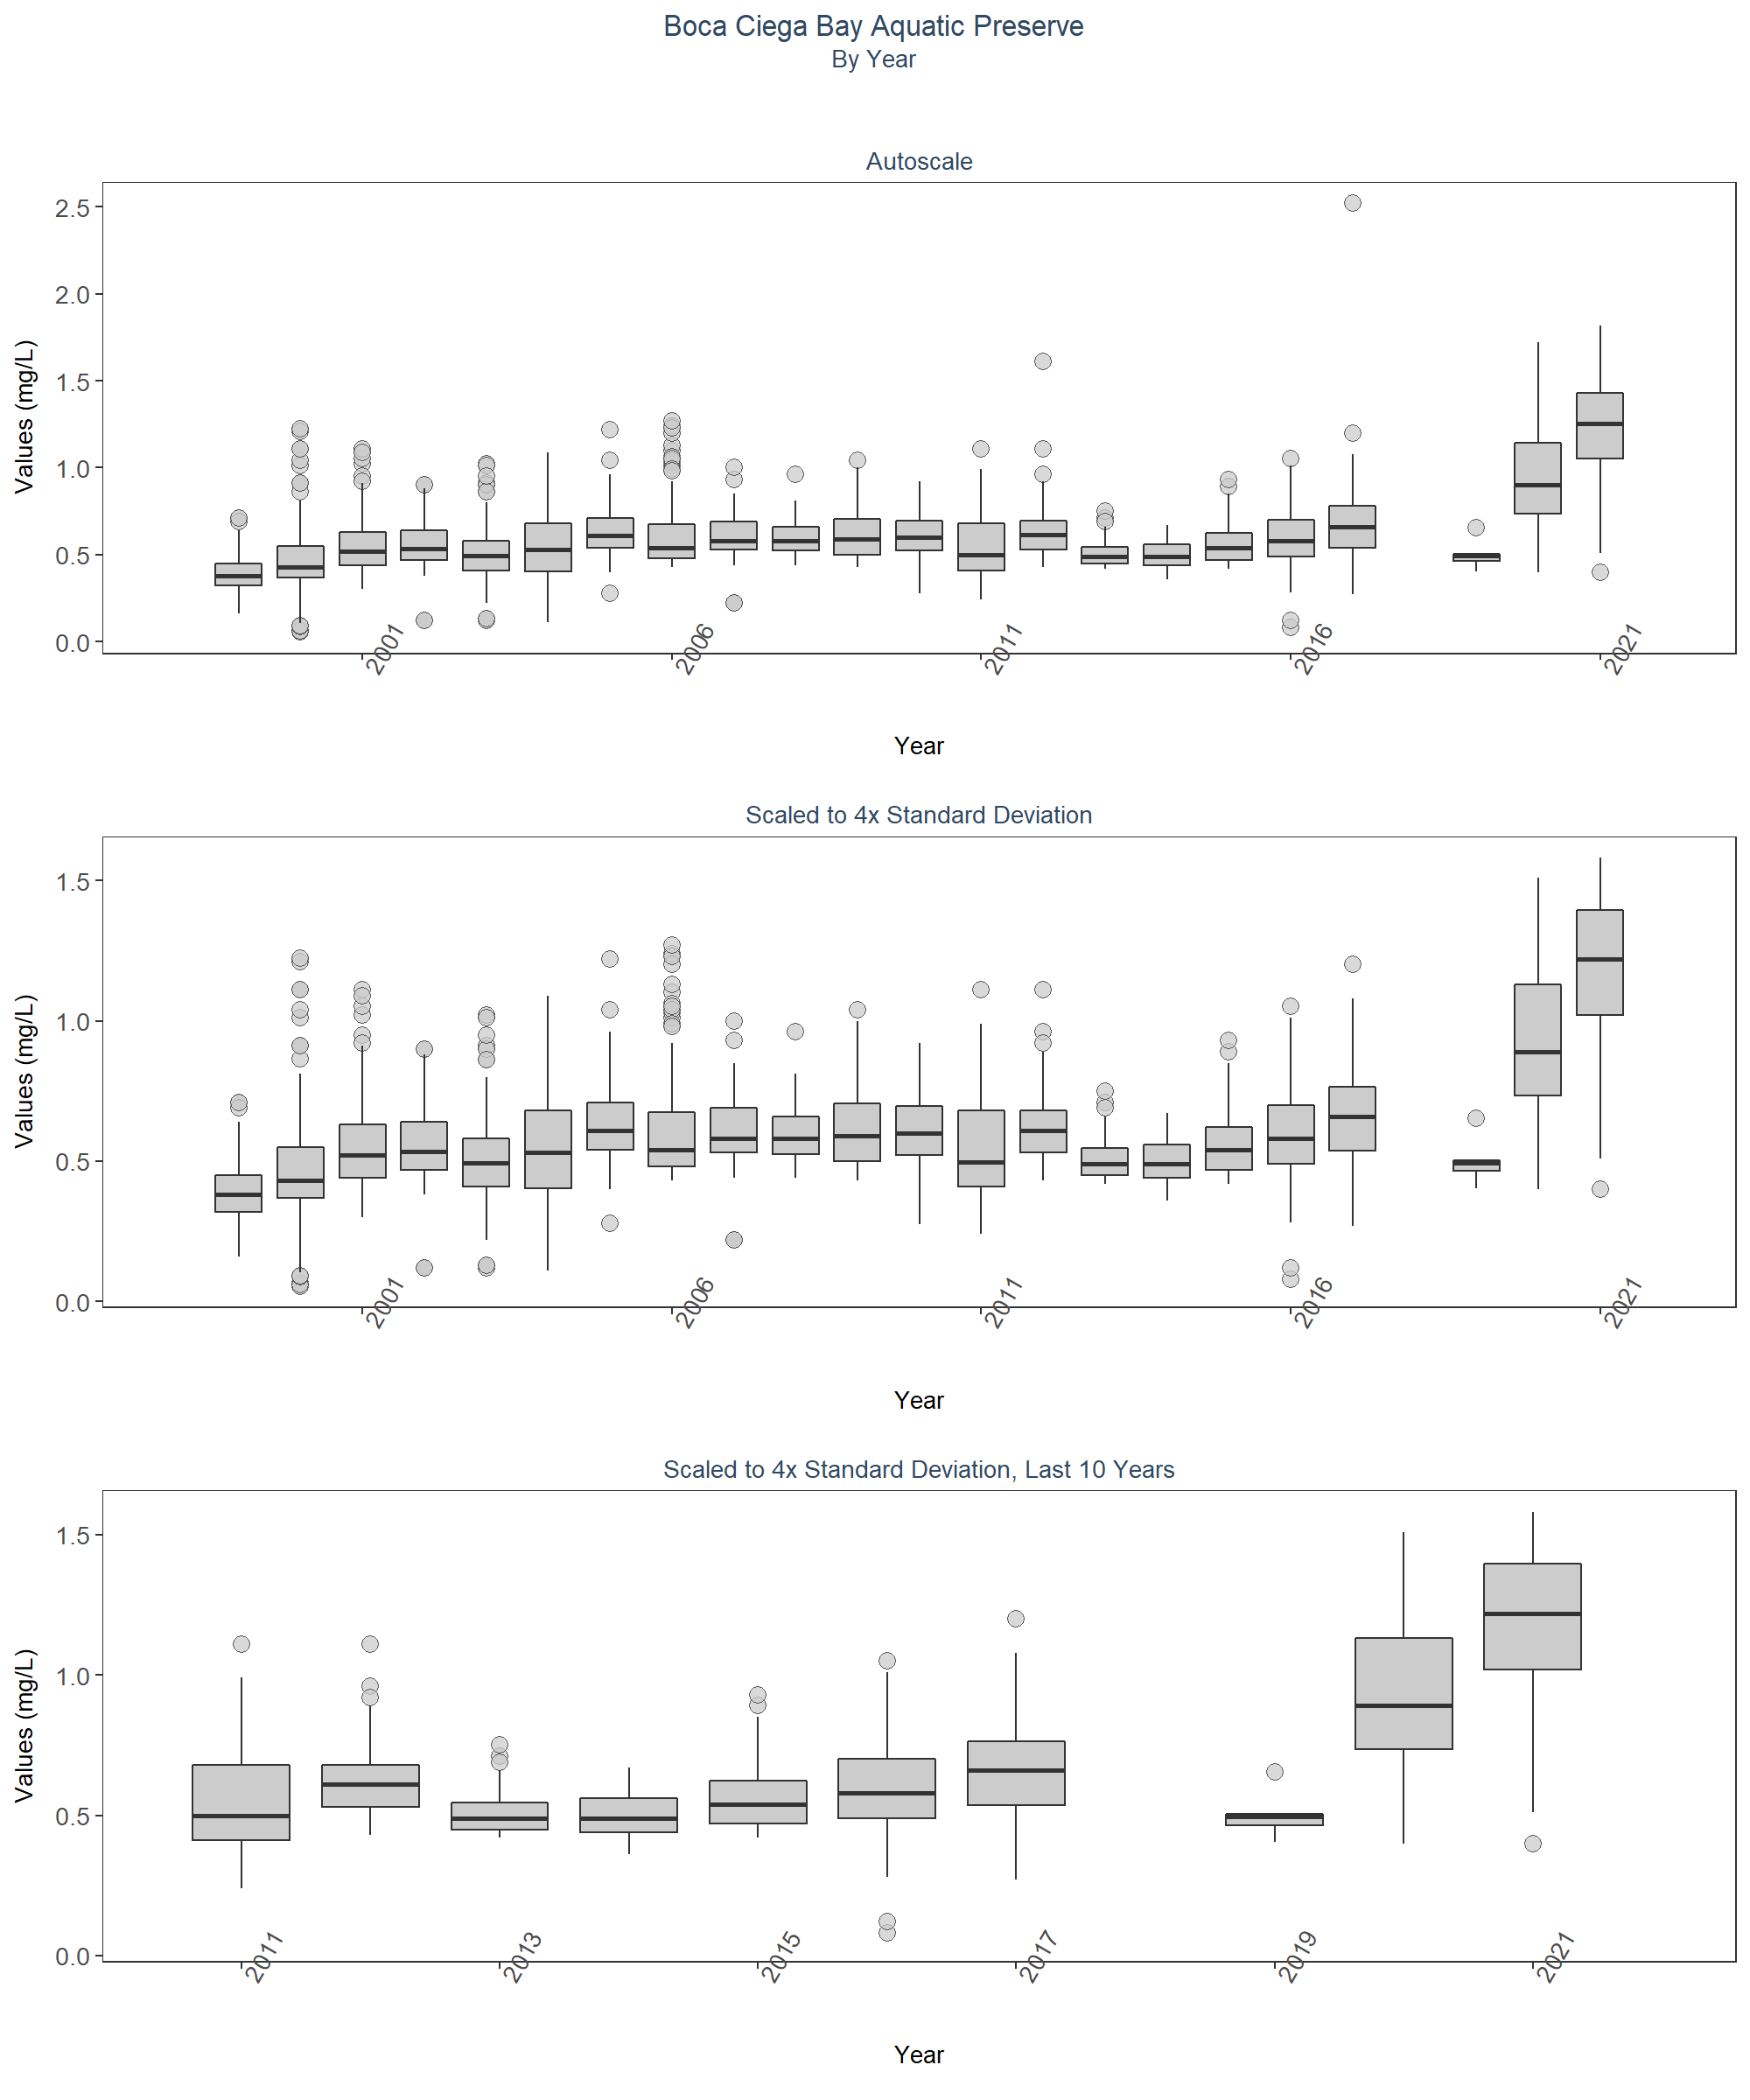 Boca Ciega Bay Aquatic Preserve
By Year
Autoscale
Values (mg/L)
2.5
2.0
1.5
1.0
0.5
0.0
2001
2006
2011
2016
2021
Year
Scaled to 4x Standard Deviation
Values (mg/L)
1.5
1.0
0.5
0.0
2001
2006
2011
2016
2021
Year
Scaled to 4x Standard Deviation, Last 10 Years
Values (mg/L)
1.5
1.0
0.5
0.0
2011
2013
2015
2017
2019
2021
Year